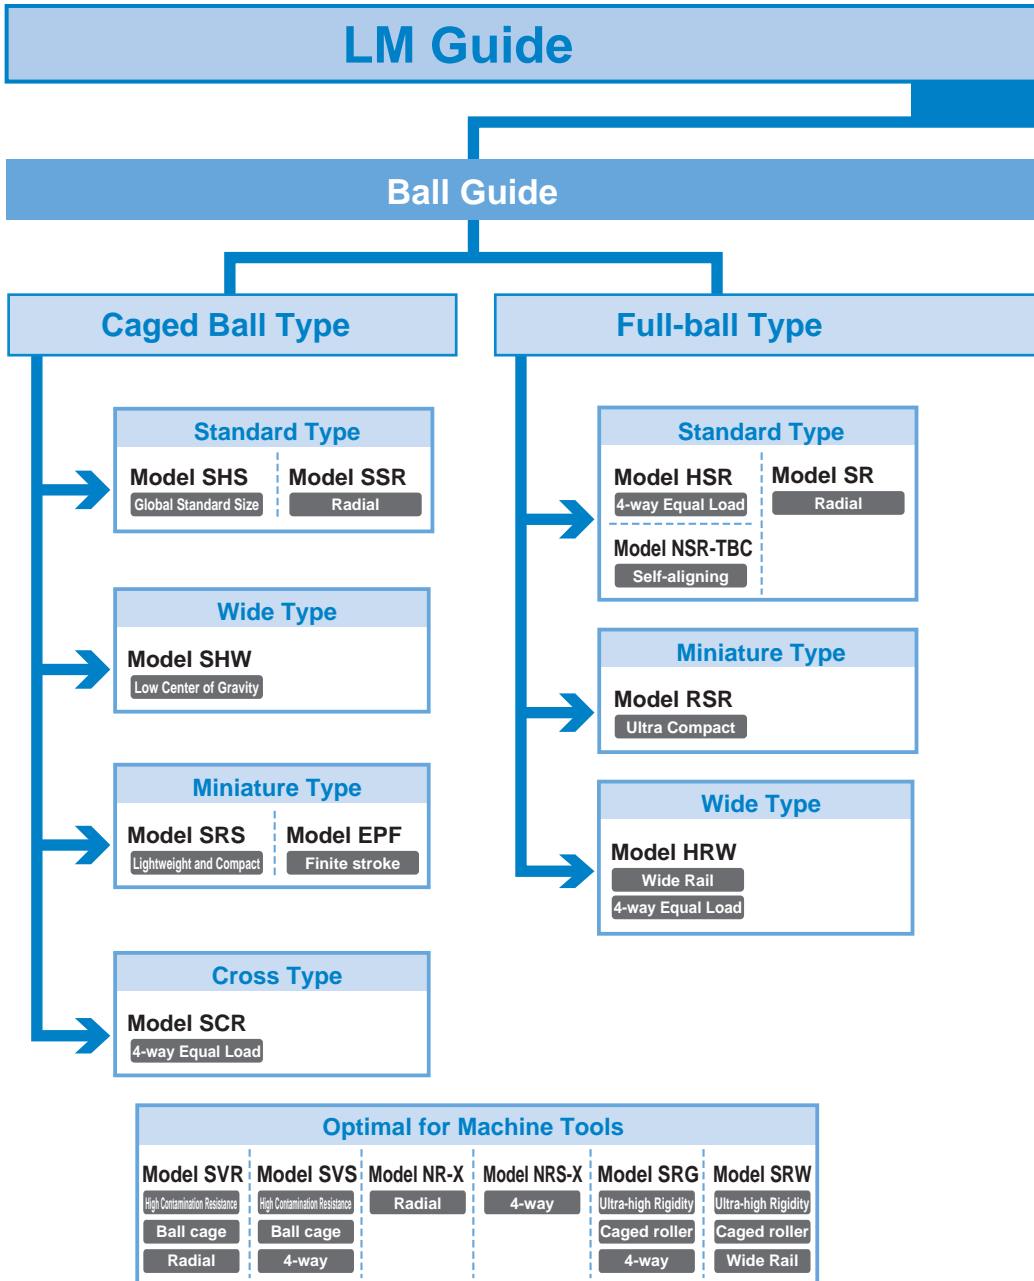 LM Guide
Ball Guide
Caged Ball Type
Standard Type
Model SHS
Global Standard Size
Model SSR
Radial
Wide Type
Model SHW
Low Center of Gravity
Miniature Type
Model SRS
Lightweight and Compact
Model EPF
Finite stroke
Cross Type
Model SCR
4-way Equal Load
Full-ball Type
Standard Type
Model HSR
4-way Equal Load
Model NSR-TBC
Self-aligning
Model SR
Radial
Miniature Type
Model RSR
Ultra Compact
Wide Type
Model HRW
Wide Rail
4-way Equal Load
Optimal for Machine Tools
Model SVR
High Contamination Resistance
Ball cage
Radial
Model SVS
High Contamination Resistance
Ball cage
4-way
Model NR-X
Radial
Model NRS-X
4-way
Model SRG
Ultra-high Rigidity
Caged roller
4-way
Model SRW
Ultra-high Rigidity
Caged roller
Wide Rail